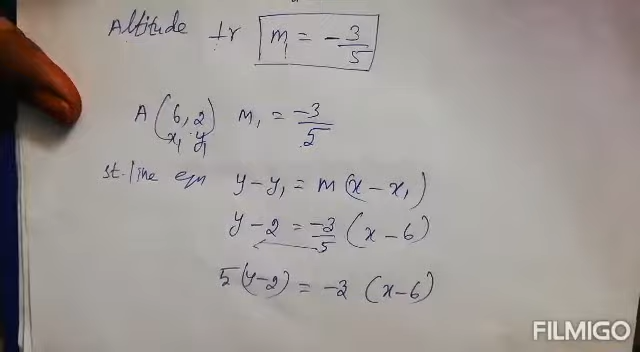 Altitude ⊥r m₁ = -3/5
A (6, 2) m₁ = -3/5
x₁ y₁
st. line eqn y - y₁ = m(x - x₁)
y - 2 = -3/5 (x - 6)
5(y - 2) = -3 (x - 6)
FILMIGO